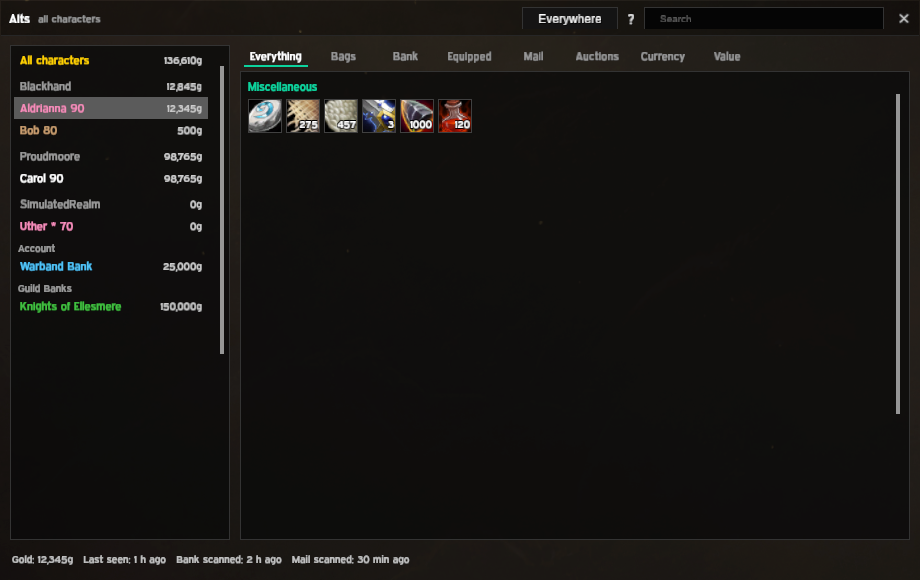 Alts all characters Everywhere ? Search
All characters 136,610g
Blackhand 12,845g
Aldrianna 90 12,345g
Bob 80 500g
Proudmoore 98,765g
Carol 90 98,765g
SimulatedRealm 0g
Uther * 70 0g
Account
Warband Bank 25,000g
Guild Banks
Knights of Ellesmere 150,000g
Everything Bags Bank Equipped Mail Auctions Currency Value
Miscellaneous
275 457 3 1000 120
Gold: 12,345g Last seen: 1 h ago Bank scanned: 2 h ago Mail scanned: 30 min ago